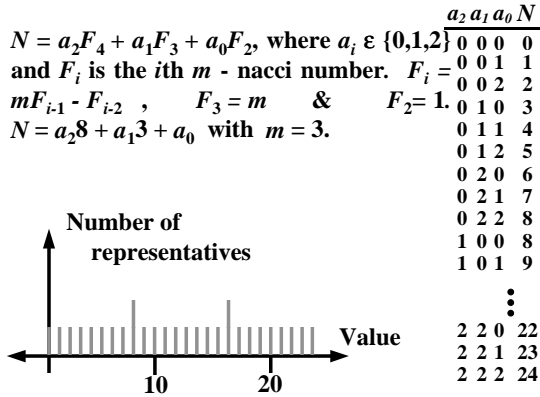 N = a₂F₄ + a₁F₃ + a₀F₂, where aᵢ ε {0,1,2}
and Fᵢ is the ith m - nacci number. Fᵢ =
mFᵢ₋₁ - Fᵢ₋₂ , F₃ = m & F₂= 1.
N = a₂8 + a₁3 + a₀ with m = 3.
a₂ a₁ a₀ N
0 0 0 0
0 0 1 1
0 0 2 2
0 1 0 3
0 1 1 4
0 1 2 5
0 2 0 6
0 2 1 7
0 2 2 8
1 0 0 8
1 0 1 9
⋮
2 2 0 22
2 2 1 23
2 2 2 24
Number of
representatives
Value
10 20